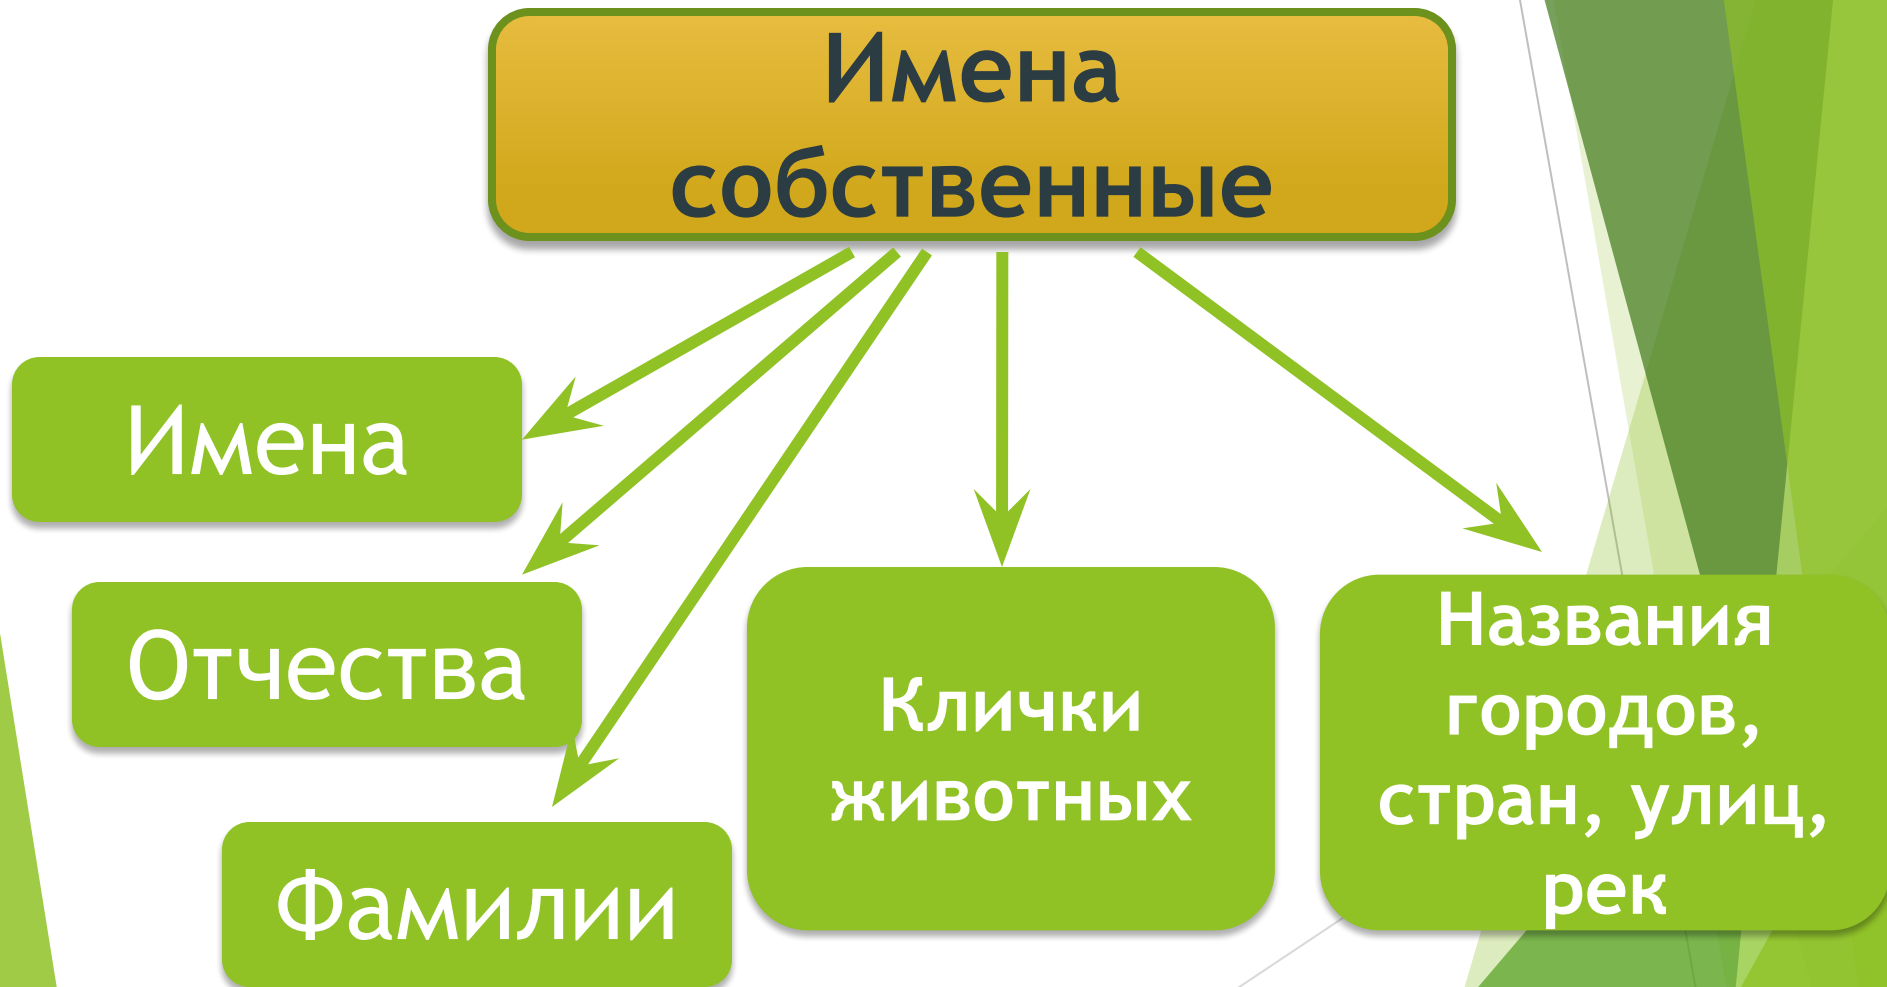 Имена
собственные
Имена
Отчества
Фамилии
Клички
животных
Названия
городов,
стран, улиц,
рек